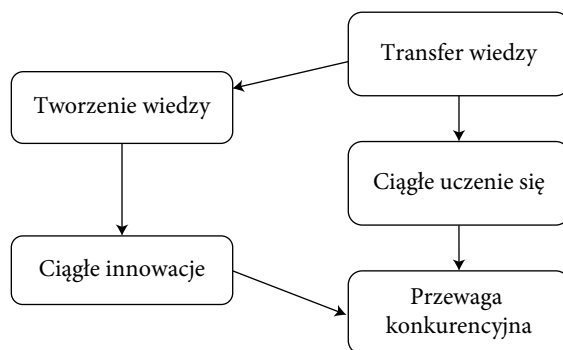 Transfer wiedzy
Tworzenie wiedzy
Ciągłe uczenie się
Ciągłe innowacje
Przewaga
konkurencyjna